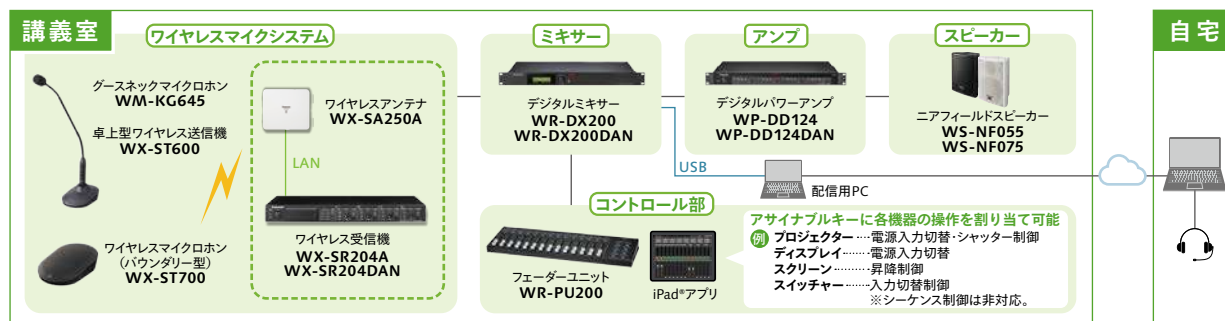 講義室
ワイヤレスマイクシステム
グースネックマイクロホン
WM-KG645
卓上型ワイヤレス送信機
WX-ST600
ワイヤレスマイクロホン
(バウンダリー型)
WX-ST700
ワイヤレスアンテナ
WX-SA250A
LAN
ワイヤレス受信機
WX-SR204A
WX-SR204DAN
ミキサー
デジタルミキサー
WR-DX200
WR-DX200DAN
アンプ
デジタルパワーアンプ
WP-DD124
WP-DD124DAN
スピーカー
ニアフィールドスピーカー
WS-NF055
WS-NF075
USB
配信用PC
コントロール部
フェーダーユニット
WR-PU200
iPad®アプリ
アサイナブルキーに各機器の操作を割り当て可能
例 プロジェクター…電源入力切替・シャッター制御
ディスプレイ……電源入力切替
スクリーン………昇降制御
スイッチャー……入力切替制御
※シーケンス制御は非対応。
自宅